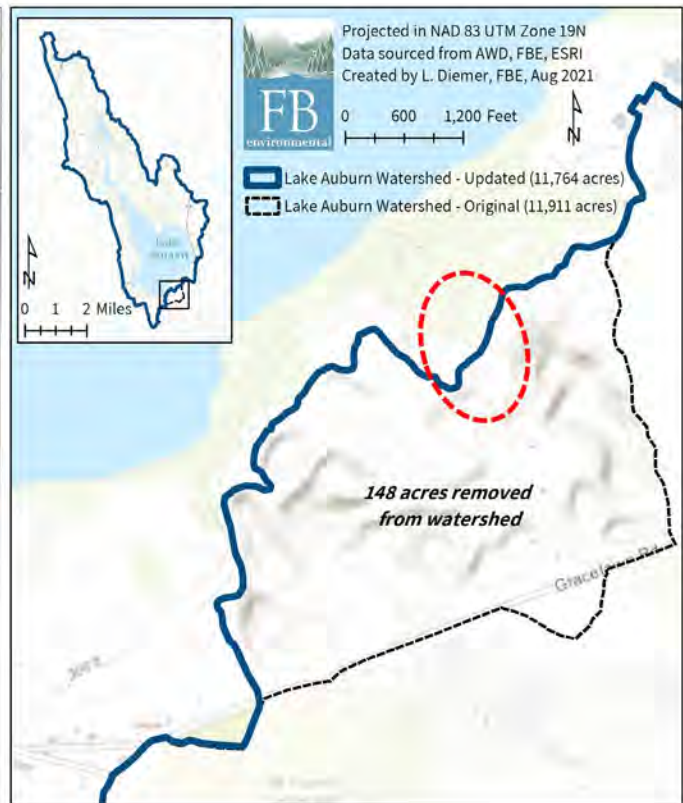 Projected in NAD 83 UTM Zone 19N
Data sourced from AWD, FBE, ESRI
Created by L. Diemer, FBE, Aug 2021
FB
environmental
0 600 1,200 Feet
N
Lake Auburn Watershed - Updated (11,764 acres)
Lake Auburn Watershed - Original (11,911 acres)
N
0 1 2 Miles
148 acres removed
from watershed